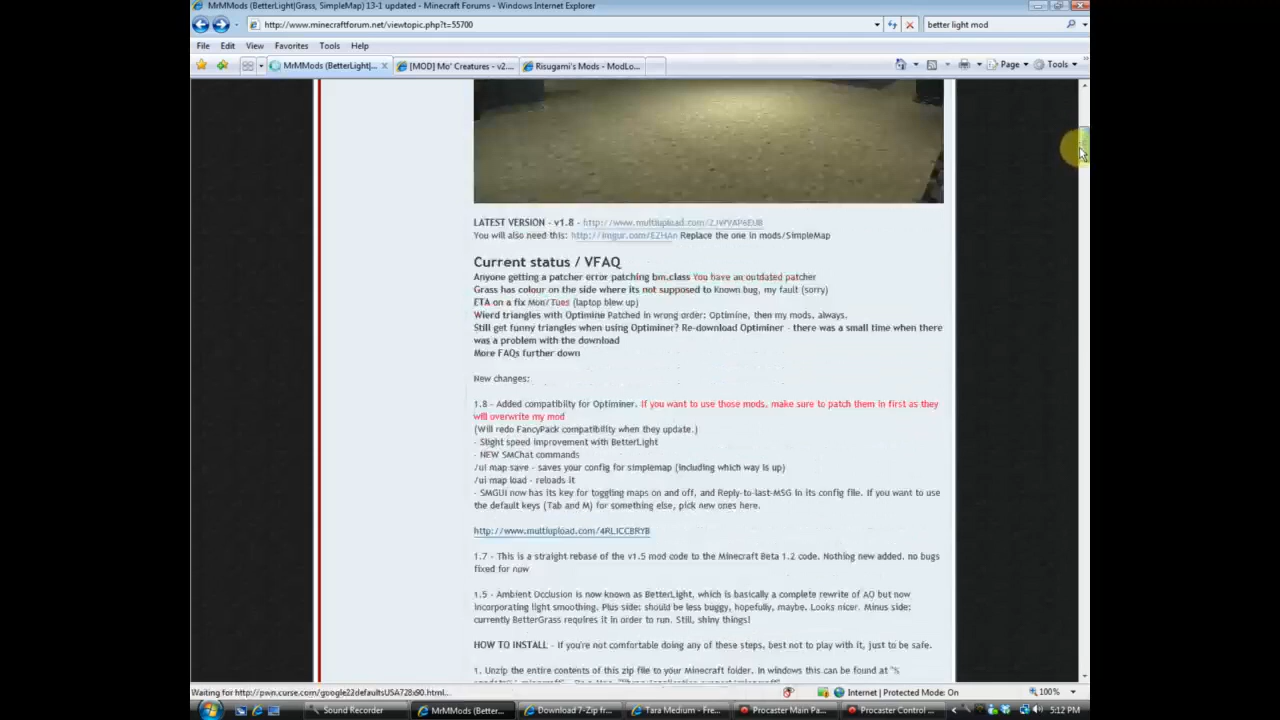 MrMMods (BetterLight|Grass, SimpleMap) 13-1 updated - Minecraft Forums - Windows Internet Explorer
http://www.minecraftforum.net/viewtopic.php?t=55700
better light mod
File Edit View Favorites Tools Help
MrMMods (BetterLight|... [MOD] Mo' Creatures - v2.... Risugami's Mods - ModLo... Page Tools
LATEST VERSION - v1.8 - http://www.multiupload.com/
You will also need this: http://imgur.com/EZHAn Replace the one in mods/SimpleMap
Current status / VFAQ
Anyone getting a patcher error patching bm.class You have an outdated patcher
Grass has colour on the side where its not supposed to Known bug, my fault (sorry)
ETA on a fix Mon/Tues (laptop blew up)
Wierd triangles with Optimine Patched in wrong order: Optimine, then my mods, always.
Still get funny triangles when using Optiminer? Re-download Optiminer - there was a small time when there
was a problem with the download
More FAQs further down
New changes:
1.8 - Added compatibilty for Optiminer. If you want to use those mods, make sure to patch them in first as they
will overwrite my mod
(Will redo FancyPack compatibility when they update.)
- Slight speed improvement with BetterLight
- NEW SMChat commands
/ui map save - saves your config for simplemap (including which way is up)
/ui map load - reloads it
- SMGUI now has its key for toggling maps on and off, and Reply-to-last-MSG in its config file. If you want to use
the default keys (Tab and M) for something else, pick new ones here.
http://www.multiupload.com/4RLICCBRYB
1.7 - This is a straight rebase of the v1.5 mod code to the Minecraft Beta 1.2 code. Nothing new added. no bugs
fixed for now
1.5 - Ambient Occlusion is now known as BetterLight, which is basically a complete rewrite of AO but now
incorporating light smoothing. Plus side: should be less buggy, hopefully, maybe. Looks nicer. Minus side:
currently BetterGrass requires it in order to run. Still, shiny things!
HOW TO INSTALL - If you're not comfortable doing any of these steps, best not to play with it, just to be safe.
1. Unzip the entire contents of this zip file to your Minecraft folder. In windows this can be found at "%
Waiting for http://pwn.curse.com/google22defaultsUSA728x90.html... Internet | Protected Mode: On 100%
Sound Recorder MrMMods (Better... Download 7-Zip fr... Tara Medium - Fre... Procaster Main Pa... Procaster Control ... 5:12 PM